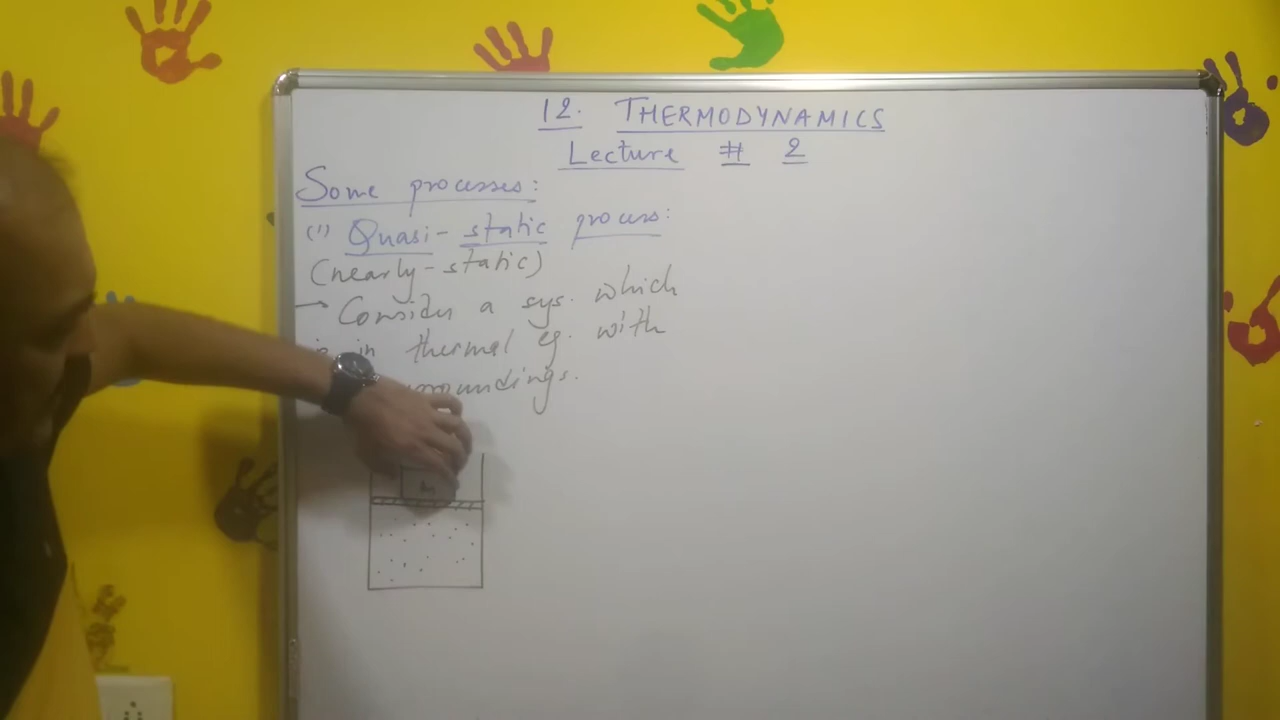 12. THERMODYNAMICS
Lecture # 2
Some processes:
(1) Quasi-static process:
(nearly-static)
→ Consider a sys. which
in thermal eq. with
surroundings.